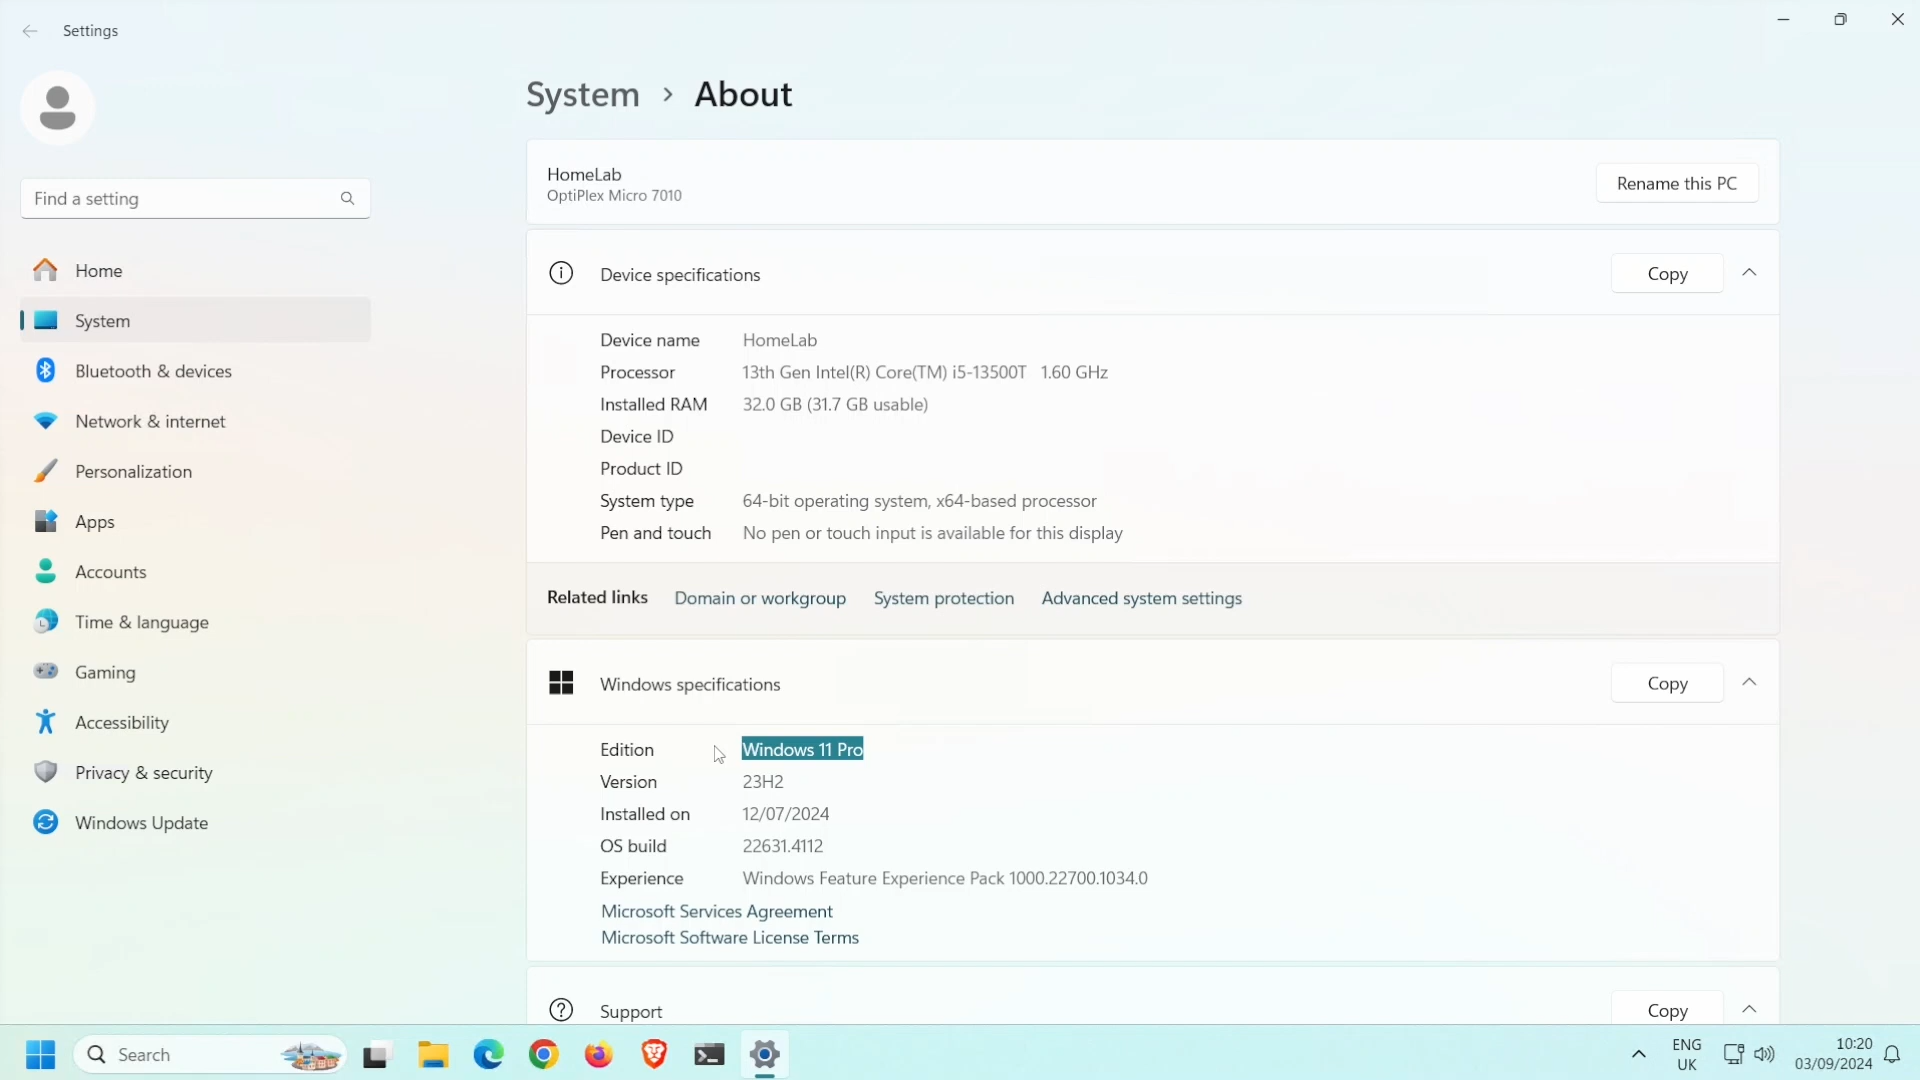 Settings
Find a setting
Home
System
Bluetooth & devices
Network & internet
Personalization
Apps
Accounts
Time & language
Gaming
Accessibility
Privacy & security
Windows Update
System > About
HomeLab
OptiPlex Micro 7010
Rename this PC
Device specifications
Copy
Device name HomeLab
Processor 13th Gen Intel(R) Core(TM) i5-13500T 1.60 GHz
Installed RAM 32.0 GB (31.7 GB usable)
Device ID
Product ID
System type 64-bit operating system, x64-based processor
Pen and touch No pen or touch input is available for this display
Related links Domain or workgroup System protection Advanced system settings
Windows specifications
Copy
Edition Windows 11 Pro
Version 23H2
Installed on 12/07/2024
OS build 22631.4112
Experience Windows Feature Experience Pack 1000.22700.1034.0
Microsoft Services Agreement
Microsoft Software License Terms
Support
Copy
Search
ENG
UK
10:20
03/09/2024